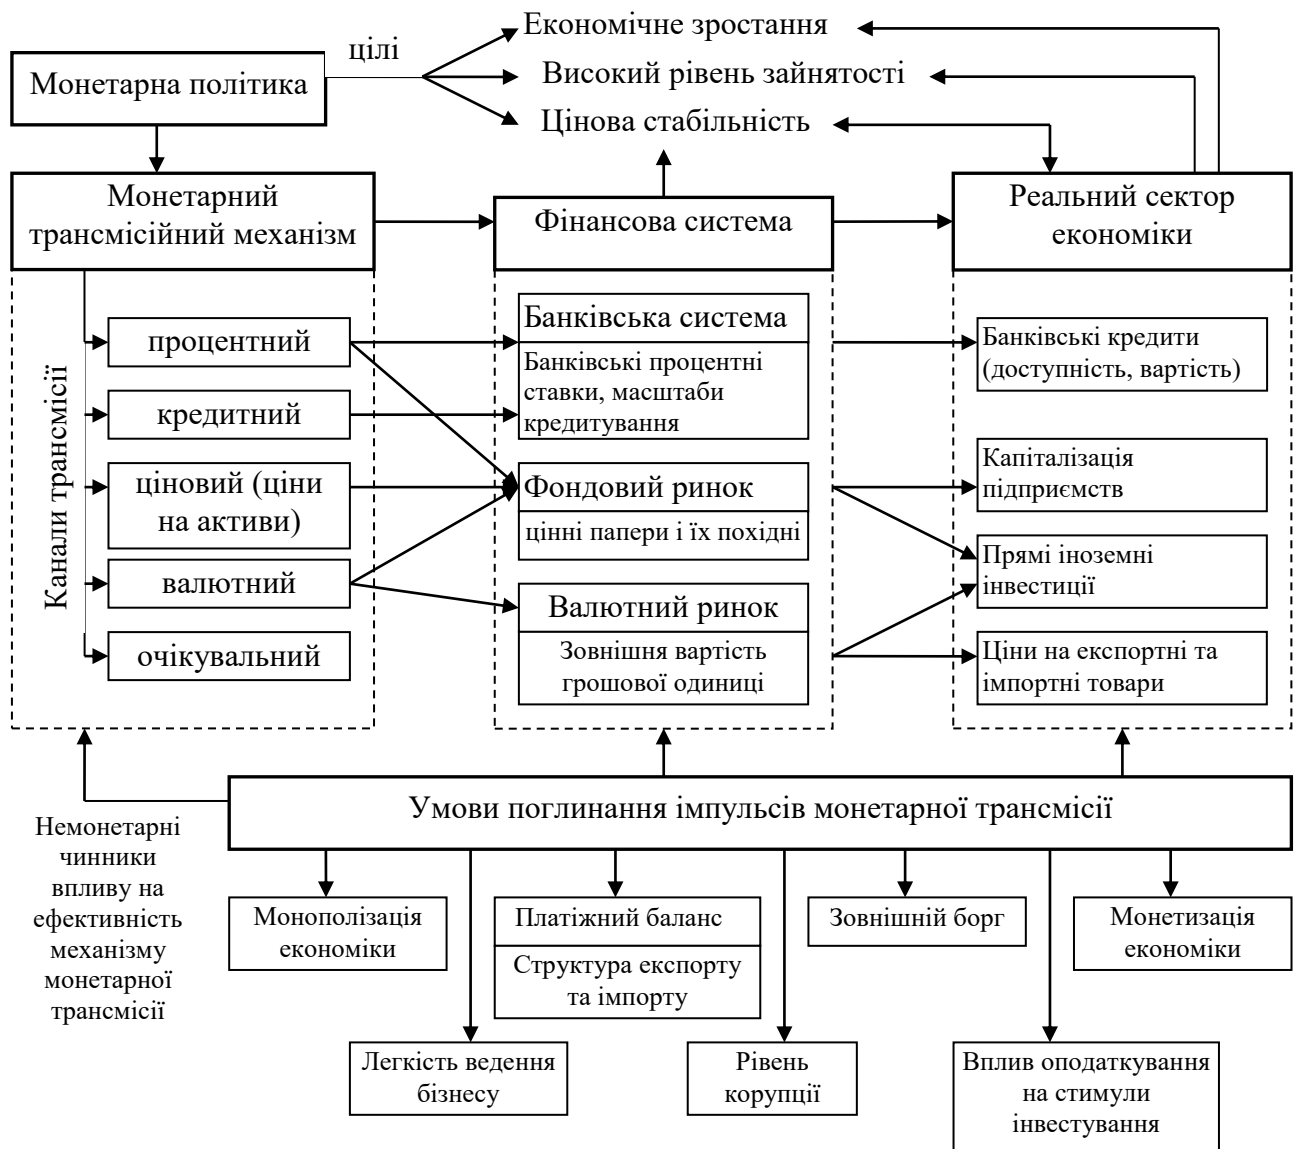 цілі
Економічне зростання
Монетарна політика
Високий рівень зайнятості
Цінова стабільність
Монетарний
трансмісійний механізм
Фінансова система
Реальний сектор
економіки
Канали трансмісії
процентний
кредитний
ціновий (ціни
на активи)
валютний
очікувальний
Банківська система
Банківські процентні
ставки, масштаби
кредитування
Фондовий ринок
цінні папери і їх похідні
Валютний ринок
Зовнішня вартість
грошової одиниці
Банківські кредити
(доступність, вартість)
Капіталізація
підприємств
Прямі іноземні
інвестиції
Ціни на експортні та
імпортні товари
Умови поглинання імпульсів монетарної трансмісії
Немонетарні
чинники
впливу на
ефективність
механізму
монетарної
трансмісії
Монополізація
економіки
Платіжний баланс
Структура експорту
та імпорту
Зовнішній борг
Монетизація
економіки
Легкість ведення
бізнесу
Рівень
корупції
Вплив оподаткування
на стимули
інвестування